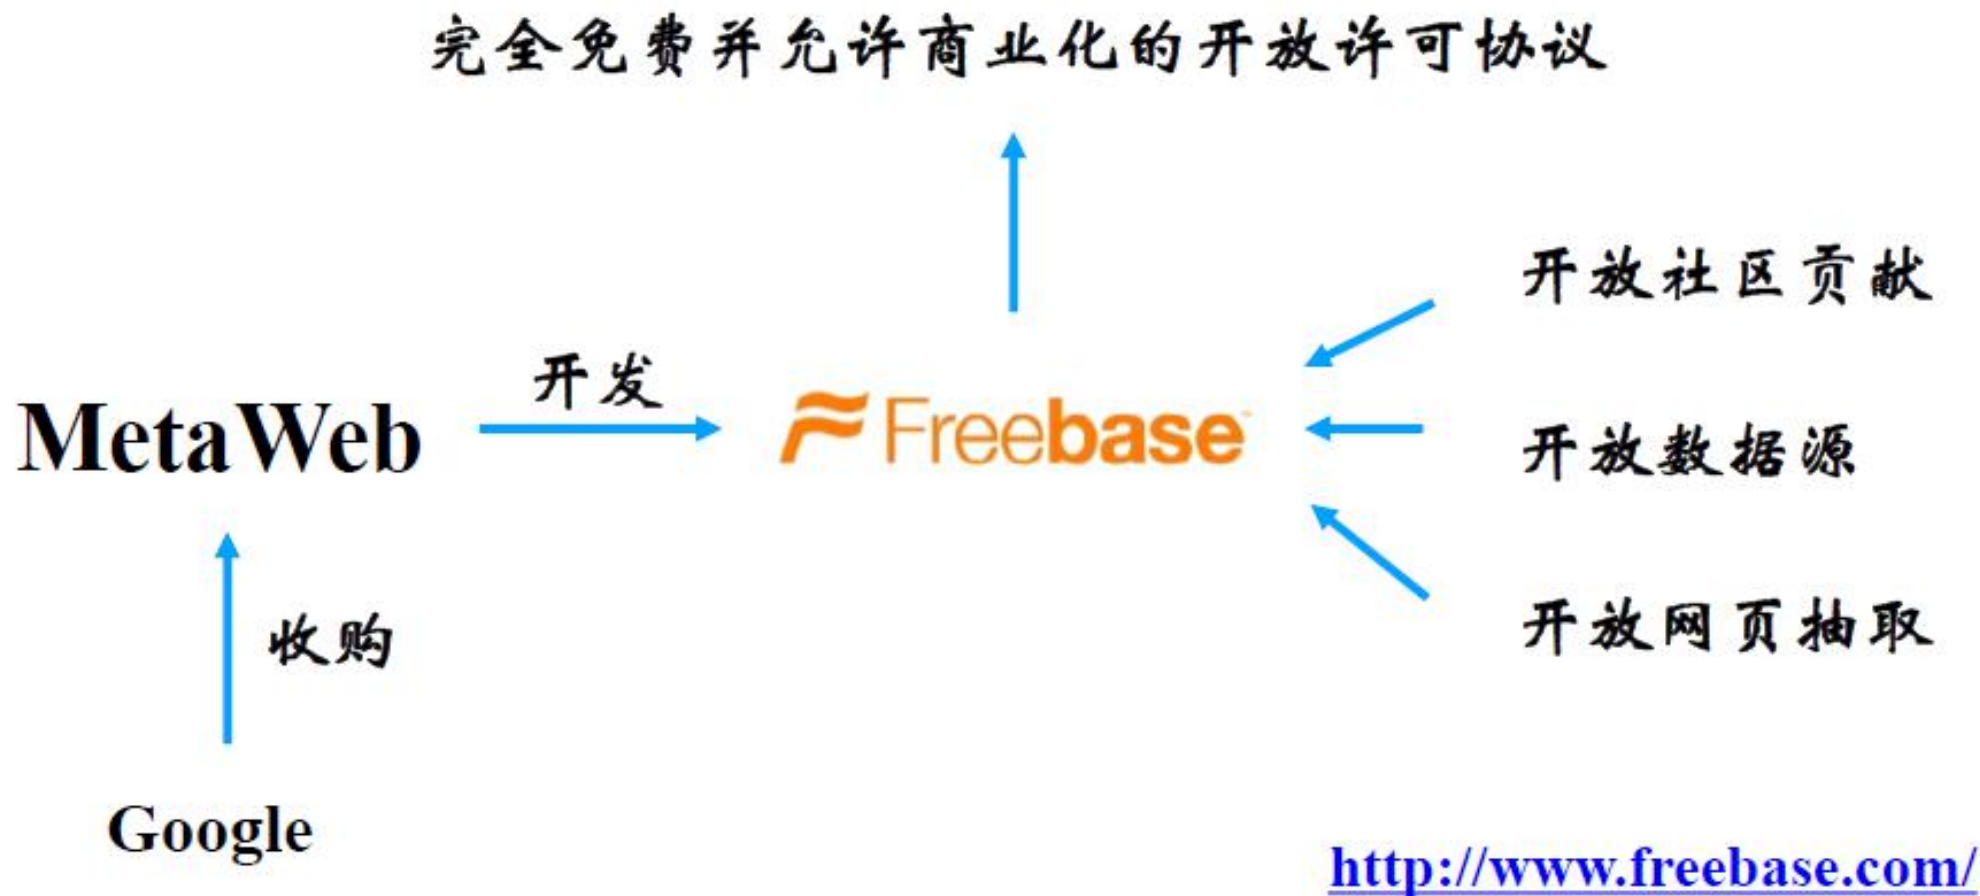 完全免费并允许商业化的开放许可协议
开放社区贡献
开发
MetaWeb
Freebase
开放数据源
收购
开放网页抽取
Google
http://www.freebase.com/